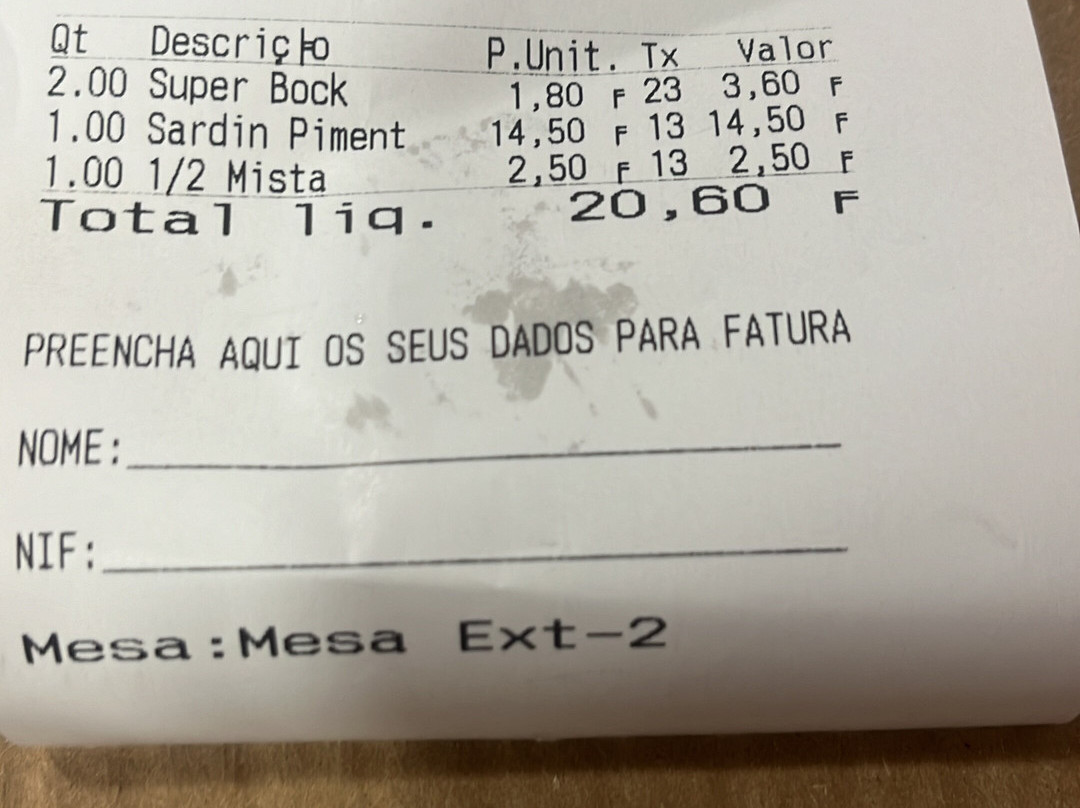 Qt Descriç├o P.Unit. Tx Valor
2.00 Super Bock 1,80 F 23 3,60 F
1.00 Sardin Piment 14,50 F 13 14,50 F
1.00 1/2 Mista 2,50 F 13 2,50 F
Total liq. 20,60 F
PREENCHA AQUI OS SEUS DADOS PARA FATURA
NOME:
NIF:
Mesa:Mesa Ext-2